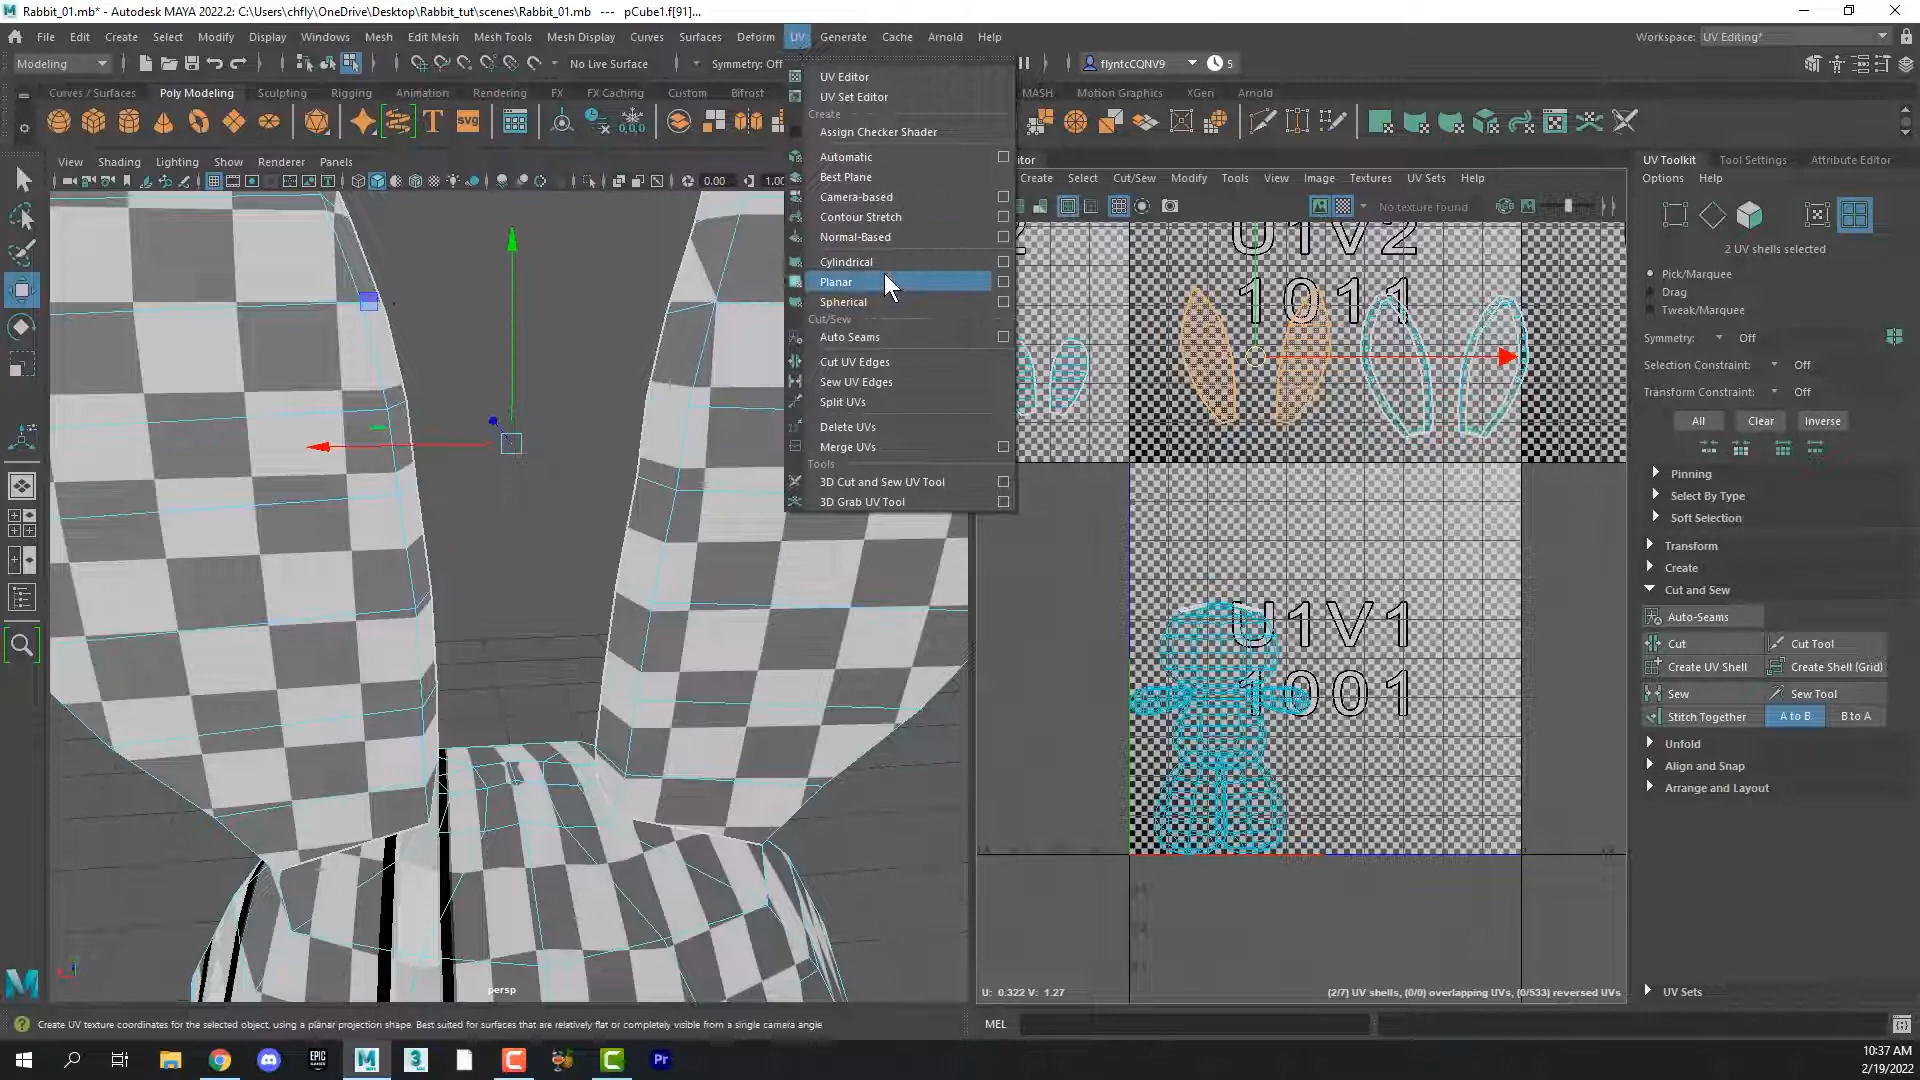 Rabbit_01.mb* - Autodesk MAYA 2022.2: C:\Users\chfly\OneDrive\Desktop\Rabbit_tut\scenes\Rabbit_01.mb --- pCube1.f[91]...
File Edit Create Select Modify Display Windows Mesh Edit Mesh Mesh Tools Mesh Display Curves Surfaces Deform UV Generate Cache Arnold Help
Workspace: UV Editing*
Modeling
No Live Surface
Symmetry: Off
flyntcCQNV9
5
Curves / Surfaces Poly Modeling Sculpting Rigging Animation Rendering FX FX Caching Custom Bifrost
MASH Motion Graphics XGen Arnold
T
SVG
0,0,0
View Shading Lighting Show Renderer Panels
0.00
1.00
UV Editor
UV Set Editor
Create
Assign Checker Shader
Automatic
Best Plane
Camera-based
Contour Stretch
Normal-Based
Cylindrical
Planar
Spherical
Cut/Sew
Auto Seams
Cut UV Edges
Sew UV Edges
Split UVs
Delete UVs
Merge UVs
Tools
3D Cut and Sew UV Tool
3D Grab UV Tool
persp
itor
Create Select Cut/Sew Modify Tools View Image Textures UV Sets Help
No texture found
2
U1V2
1011
U1V1
1001
U: 0.322 V: 1.27
(2/7) UV shells, (0/0) overlapping UVs, (0/533) reversed UVs
UV Toolkit Tool Settings Attribute Editor
Options Help
2 UV shells selected
Pick/Marquee
Drag
Tweak/Marquee
Symmetry: Off
Selection Constraint: Off
Transform Constraint: Off
All Clear Inverse
Pinning
Select By Type
Soft Selection
Transform
Create
Cut and Sew
Auto-Seams
Cut Cut Tool
Create UV Shell Create Shell (Grid)
Sew Sew Tool
Stitch Together A to B B to A
Unfold
Align and Snap
Arrange and Layout
UV Sets
Create UV texture coordinates for the selected object, using a planar projection shape. Best suited for surfaces that are relatively flat or completely visible from a single camera angle
MEL
M
EPIC
M
3
C
C
Pr
10:37 AM
2/19/2022